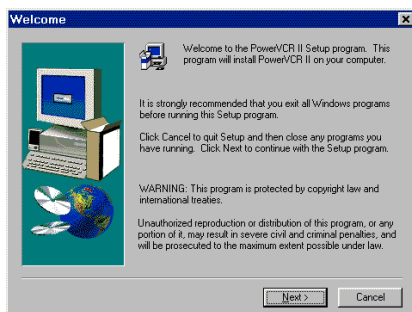 Welcome
Welcome to the PowerVCR II Setup program. This
program will install PowerVCR II on your computer.
It is strongly recommended that you exit all Windows programs
before running this Setup program.
Click Cancel to quit Setup and then close any programs you
have running. Click Next to continue with the Setup program.
WARNING: This program is protected by copyright law and
international treaties.
Unauthorized reproduction or distribution of this program, or any
portion of it, may result in severe civil and criminal penalties, and
will be prosecuted to the maximum extent possible under law.
Next >
Cancel